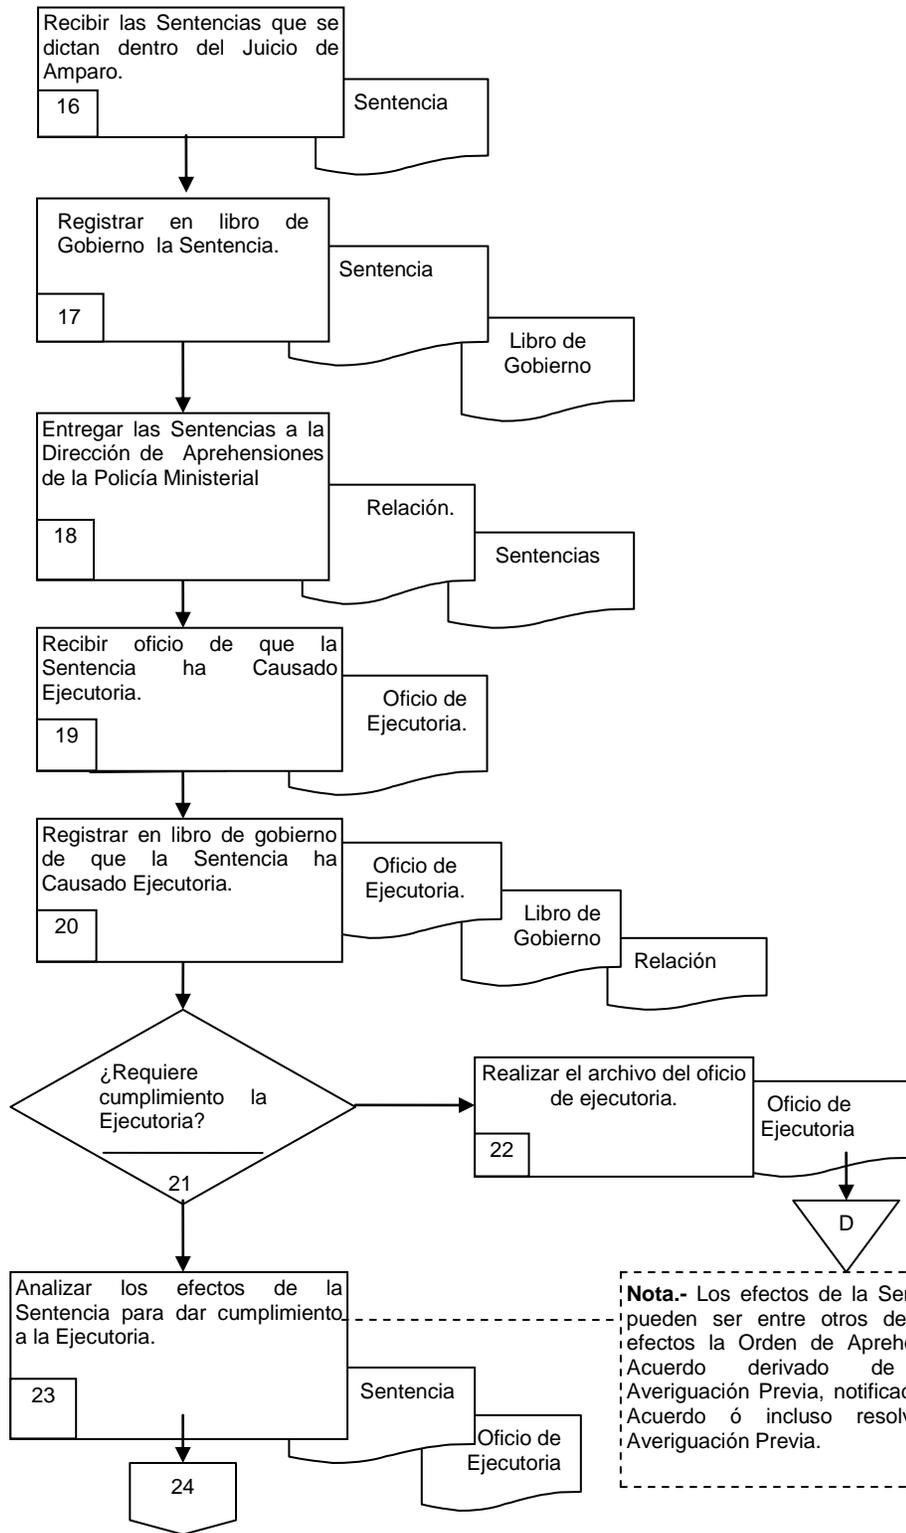 Recibir las Sentencias que se
dictan dentro del Juicio de
Amparo.
16
Sentencia
Registrar en libro de
Gobierno la Sentencia.
17
Sentencia
Libro de
Gobierno
Entregar las Sentencias a la
Dirección de Aprehensiones
de la Policía Ministerial
18
Relación.
Sentencias
Recibir oficio de que la
Sentencia ha Causado
Ejecutoria.
19
Oficio de
Ejecutoria.
Registrar en libro de gobierno
de que la Sentencia ha
Causado Ejecutoria.
20
Oficio de
Ejecutoria.
Libro de
Gobierno
Relación
¿Requiere
cumplimiento la
Ejecutoria?
21
Realizar el archivo del oficio
de ejecutoria.
22
Oficio de
Ejecutoria
D
Analizar los efectos de la
Sentencia para dar cumplimiento
a la Ejecutoria.
23
Sentencia
Oficio de
Ejecutoria
24
Nota.- Los efectos de la
pueden ser entre otros
efectos la Orden de
Acuerdo derivado de
Averiguación Previa,
Acuerdo ó incluso
Averiguación Previa.